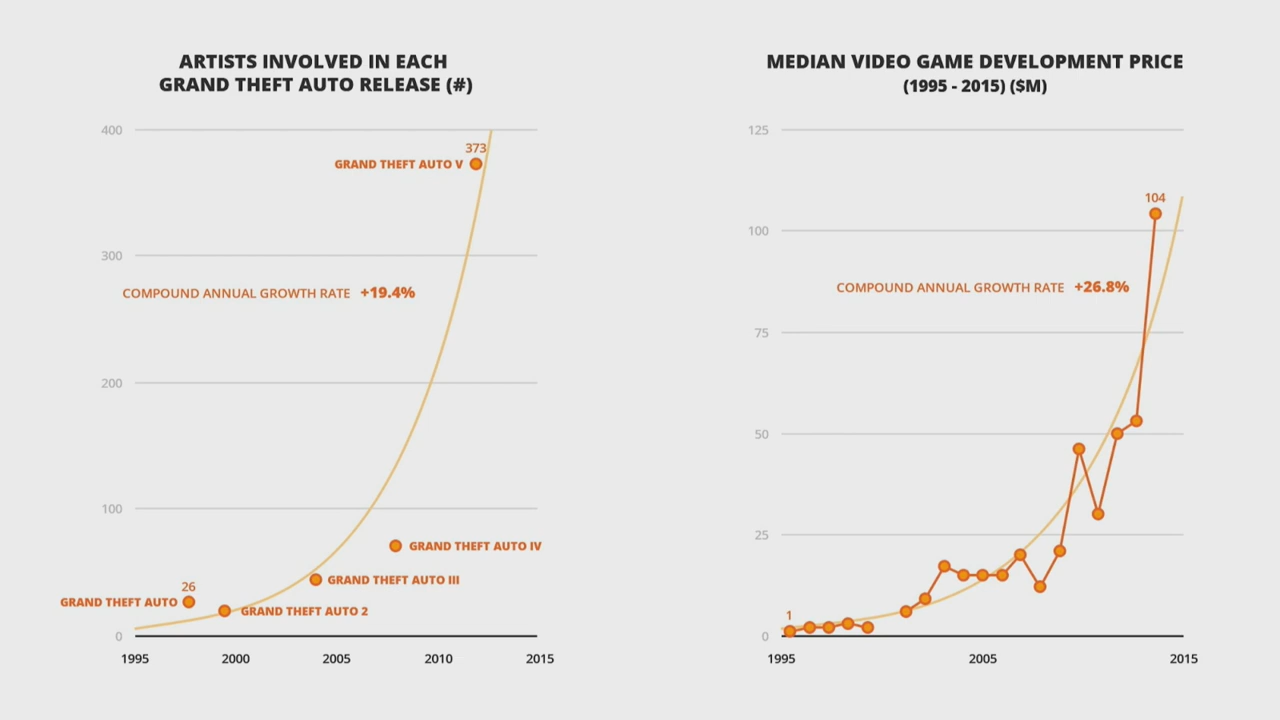 ARTISTS INVOLVED IN EACH
GRAND THEFT AUTO RELEASE (#)
400
373
GRAND THEFT AUTO V
300
COMPOUND ANNUAL GROWTH RATE +19.4%
200
100
GRAND THEFT AUTO IV
GRAND THEFT AUTO III
26
GRAND THEFT AUTO
GRAND THEFT AUTO 2
0
1995 2000 2005 2010 2015
MEDIAN VIDEO GAME DEVELOPMENT PRICE
(1995 - 2015) ($M)
125
104
100
COMPOUND ANNUAL GROWTH RATE +26.8%
75
50
25
1
0
1995 2005 2015